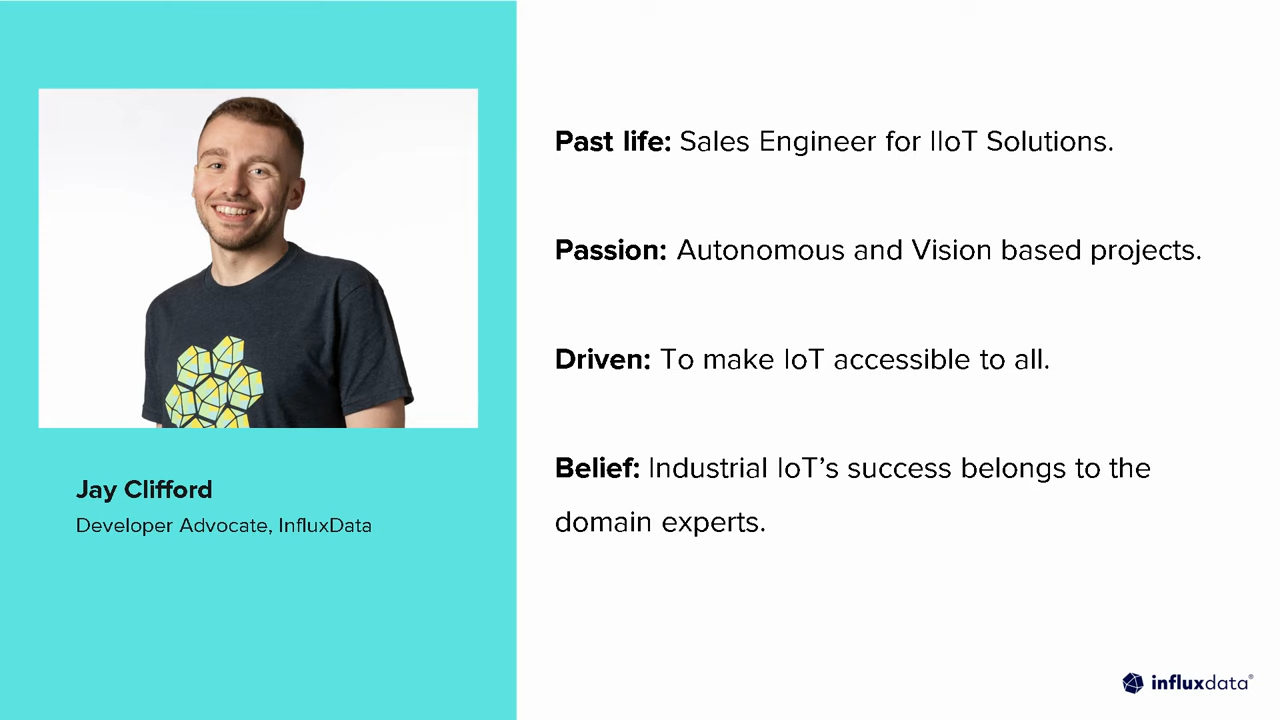 Jay Clifford
Developer Advocate, InfluxData
Past life: Sales Engineer for IIoT Solutions.
Passion: Autonomous and Vision based projects.
Driven: To make IoT accessible to all.
Belief: Industrial IoT’s success belongs to the
domain experts.
influxdata®